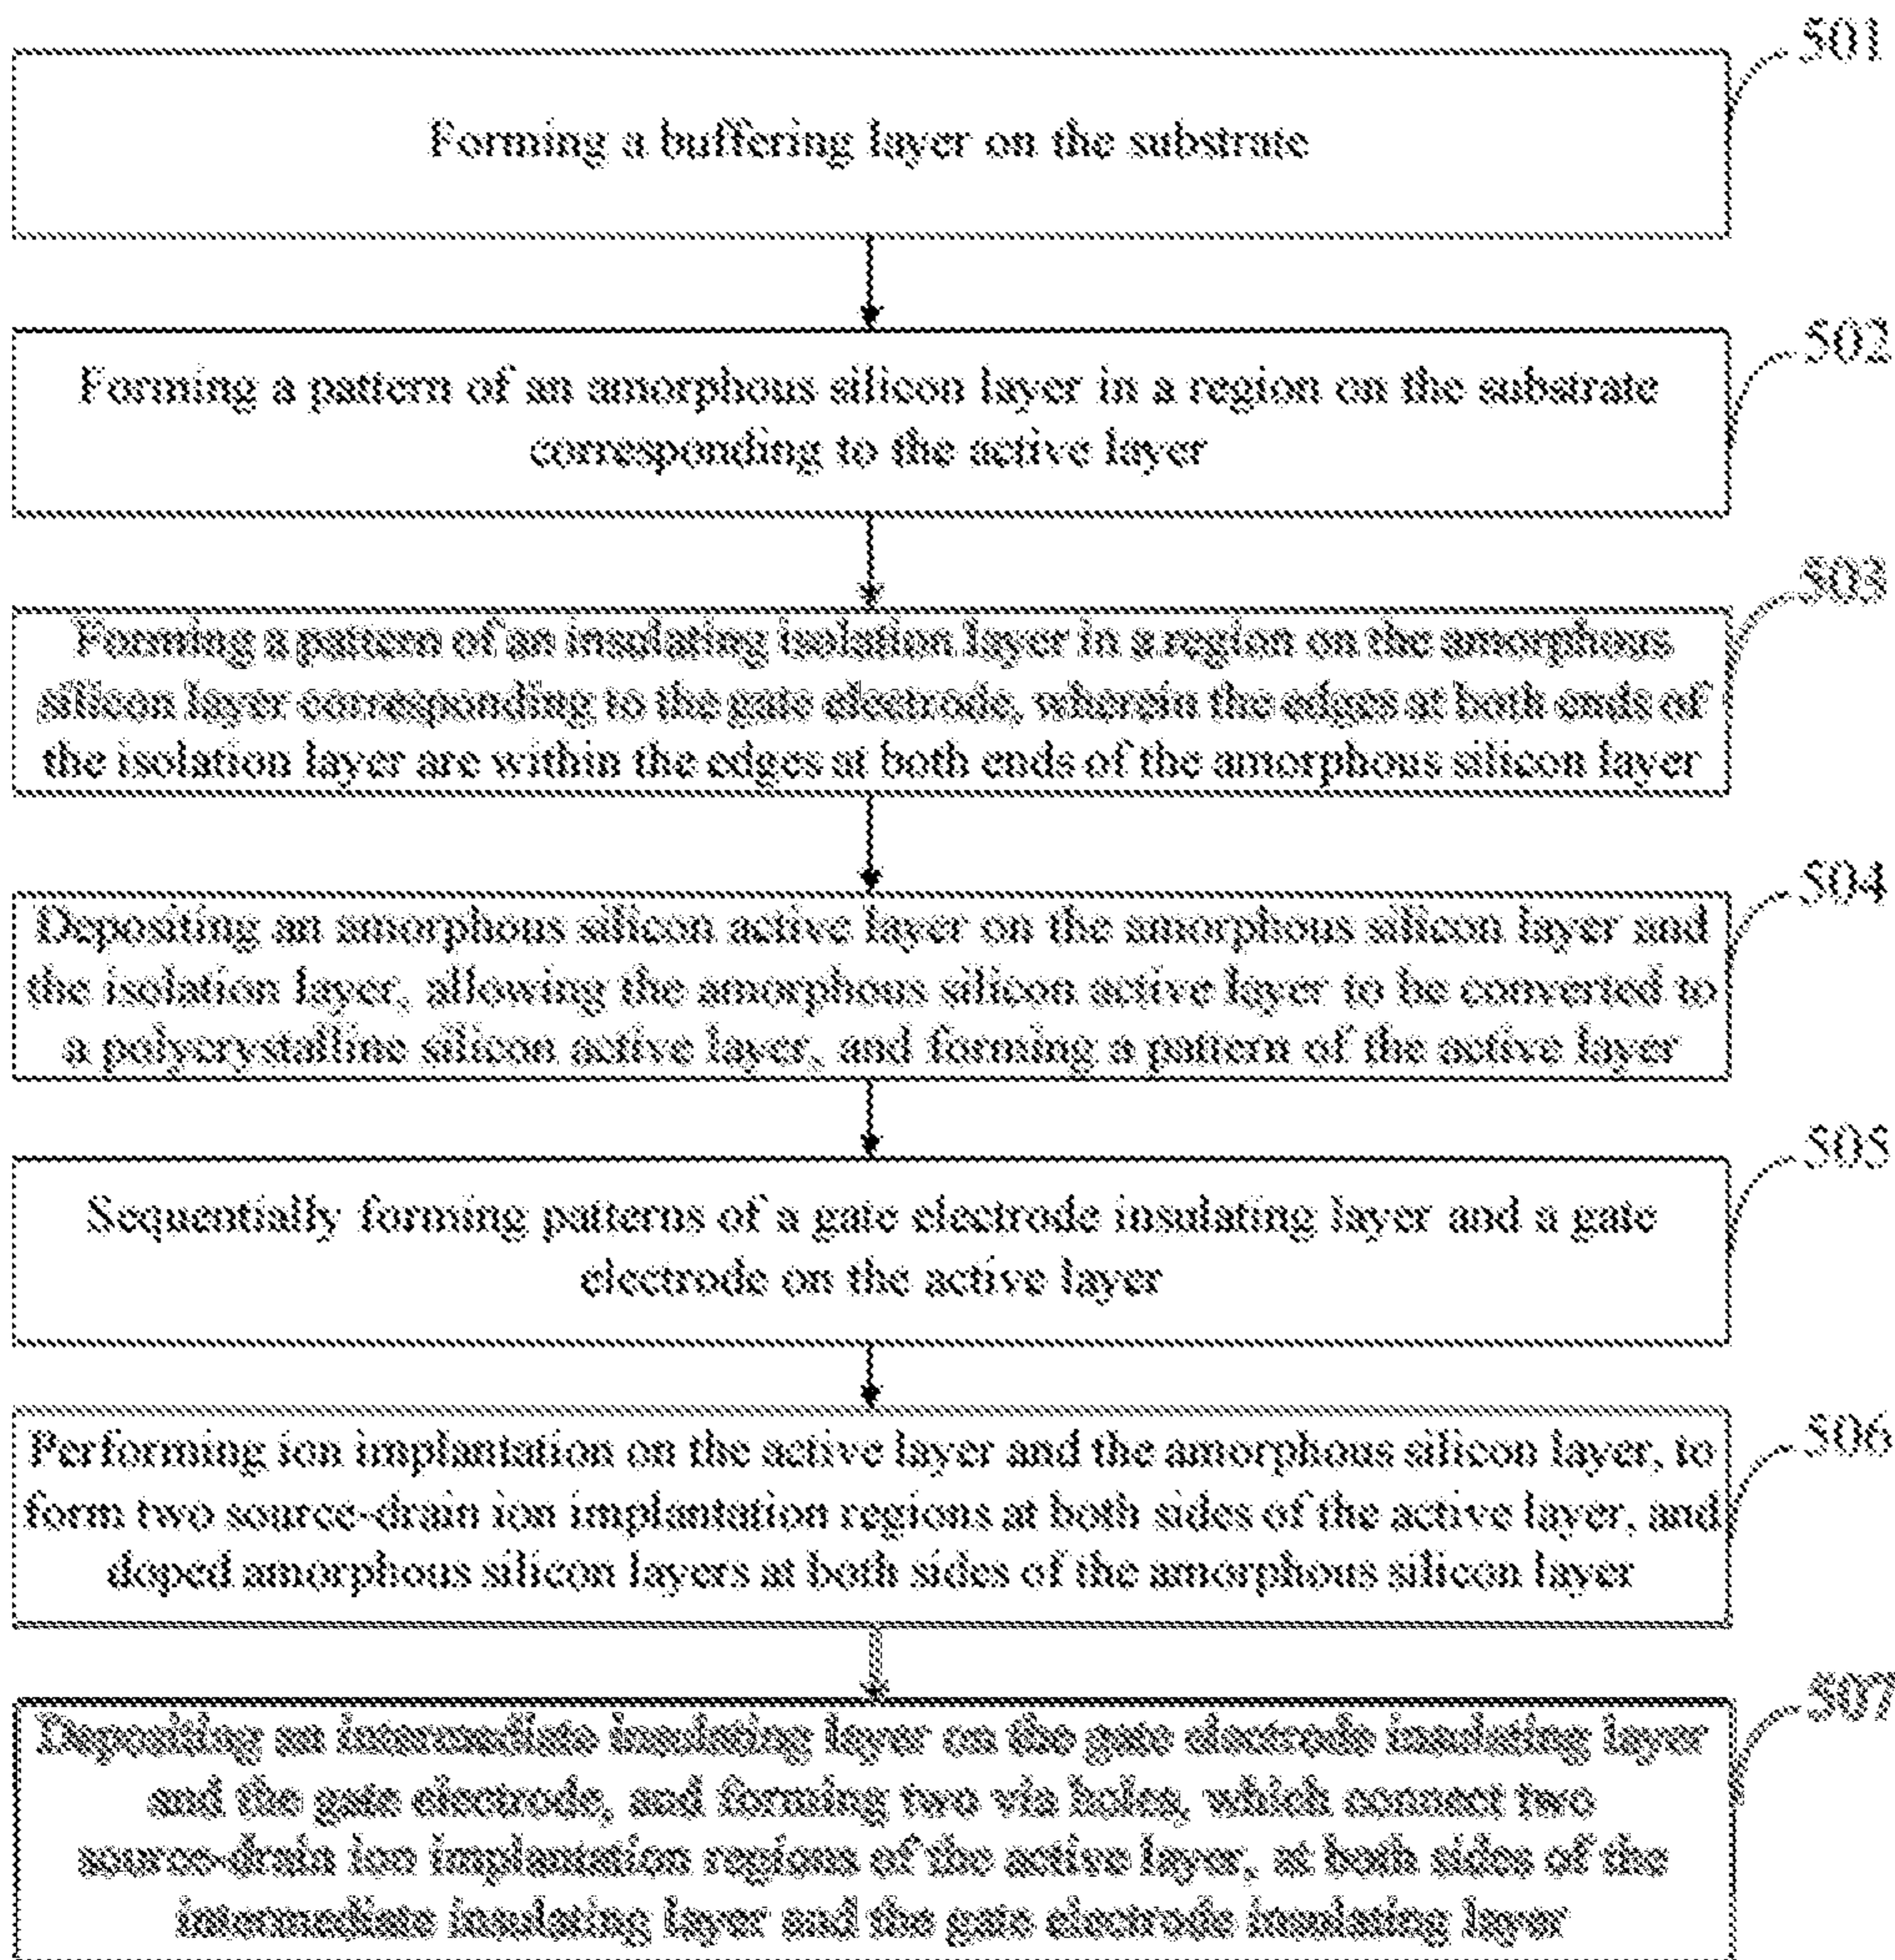 501
Forming a buffering layer on the substrate
502
Forming a pattern of an amorphous silicon layer in a region on the substrate
corresponding to the active layer
503
Forming a pattern of an insulating isolation layer in a region on the amorphous
silicon layer corresponding to the gate electrode, wherein the edges at both ends of
the isolation layer are within the edges at both ends of the amorphous silicon layer
504
Depositing an amorphous silicon active layer on the amorphous silicon layer and
the isolation layer, allowing the amorphous silicon active layer to be converted to
a polycrystalline silicon active layer, and forming a pattern of the active layer
505
Sequentially forming patterns of a gate electrode insulating layer and a gate
electrode on the active layer
506
Performing ion implantation on the active layer and the amorphous silicon layer, to
form two source-drain ion implantation regions at both sides of the active layer, and
doped amorphous silicon layers at both sides of the amorphous silicon layer
507
Depositing an intermediate insulating layer on the gate electrode insulating layer
and the gate electrode, and forming two via holes, which connect two
source-drain ion implantation regions of the active layer, at both sides of the
intermediate insulating layer and the gate electrode insulating layer